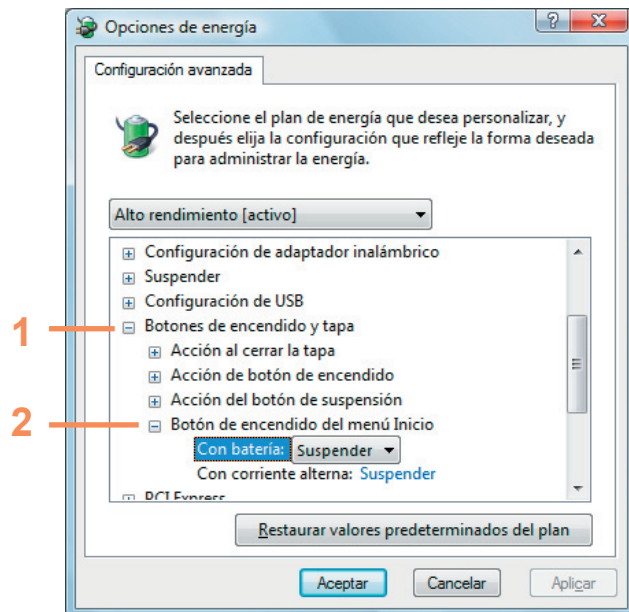 Opciones de energía
Configuración avanzada
Seleccione el plan de energía que desea personalizar, y
después elija la configuración que refleje la forma deseada
para administrar la energía.
Alto rendimiento [activo]
Configuración de adaptador inalámbrico
Suspender
Configuración de USB
1 Botones de encendido y tapa
Acción al cerrar la tapa
Acción de botón de encendido
Acción del botón de suspensión
2 Botón de encendido del menú Inicio
Con batería: Suspender
Con corriente alterna: Suspender
PCI Express
Restaurar valores predeterminados del plan
Aceptar Cancelar Aplicar